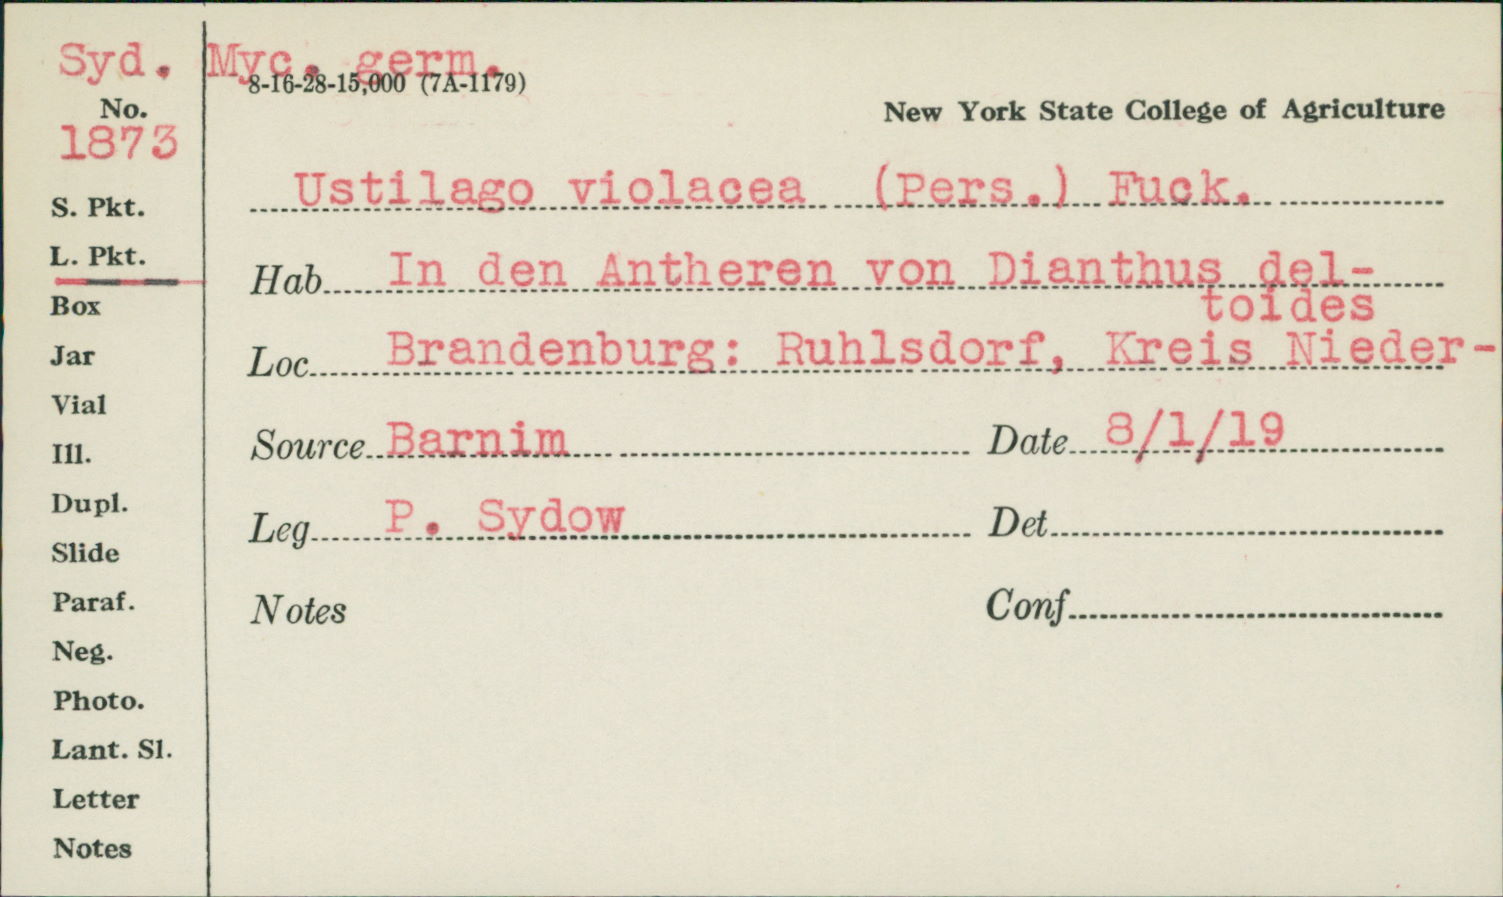 Syd. Myc. germ.
8-16-28-15,000 (7A-1179)
No.
1873
New York State College of Agriculture
Ustilago violacea (Pers.) Fuck.
S. Pkt.
L. Pkt.
Hab. In den Antheren von Dianthus del-
toides
Box
Jar
Loc. Brandenburg: Ruhlsdorf, Kreis Nieder-
Vial
Ill.
Source Barnim Date 8/1/19
Dupl.
Leg. P. Sydow Det.
Slide
Paraf.
Notes Conf.
Neg.
Photo.
Lant. Sl.
Letter
Notes